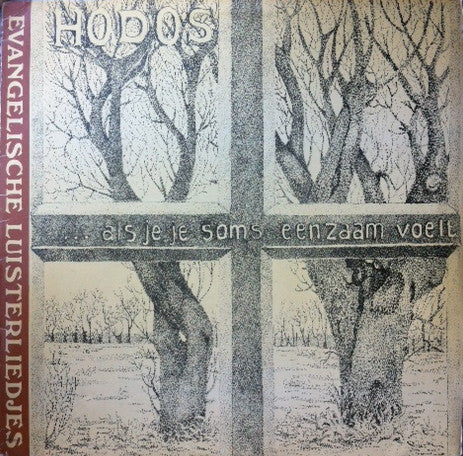 HODOS
... als je je soms eenzaam voelt
EVANGELISCHE LUISTERLIEDJES